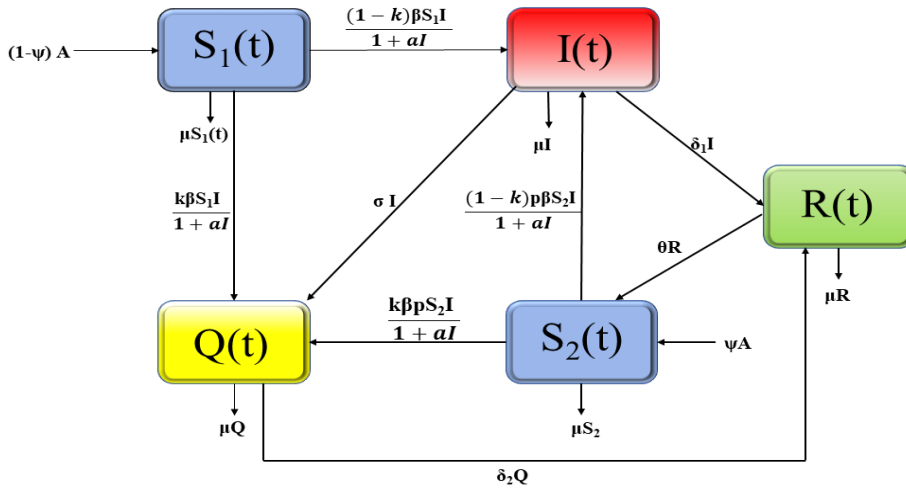 (1-ψ) A
S₁(t)
(1 - k)βS₁I
1 + aI
I(t)
μS₁(t)
μI
δ₁I
kβS₁I
1 + aI
σ I
(1 - k)pβS₂I
1 + aI
R(t)
θR
μR
Q(t)
kβpS₂I
1 + aI
S₂(t)
ψA
μQ
μS₂
δ₂Q